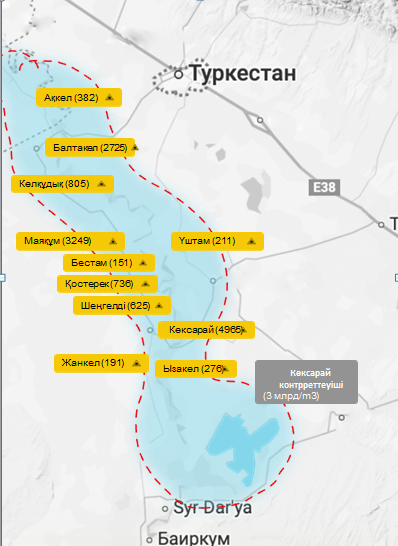 Туркестан
Ақкөл (382)
Балтакөл (2725)
Көлқұдық (805)
E38
Маяқұм (3249)
Үштам (211)
Бестам (151)
Қостерек (736)
Шеңгелді (625)
Көксарай (4965)
Жанкел (191)
Ызакөл (276)
Көксарай
контрреттеуіші
(3 млрд/m3)
Syr Dar'ya
Баиркум